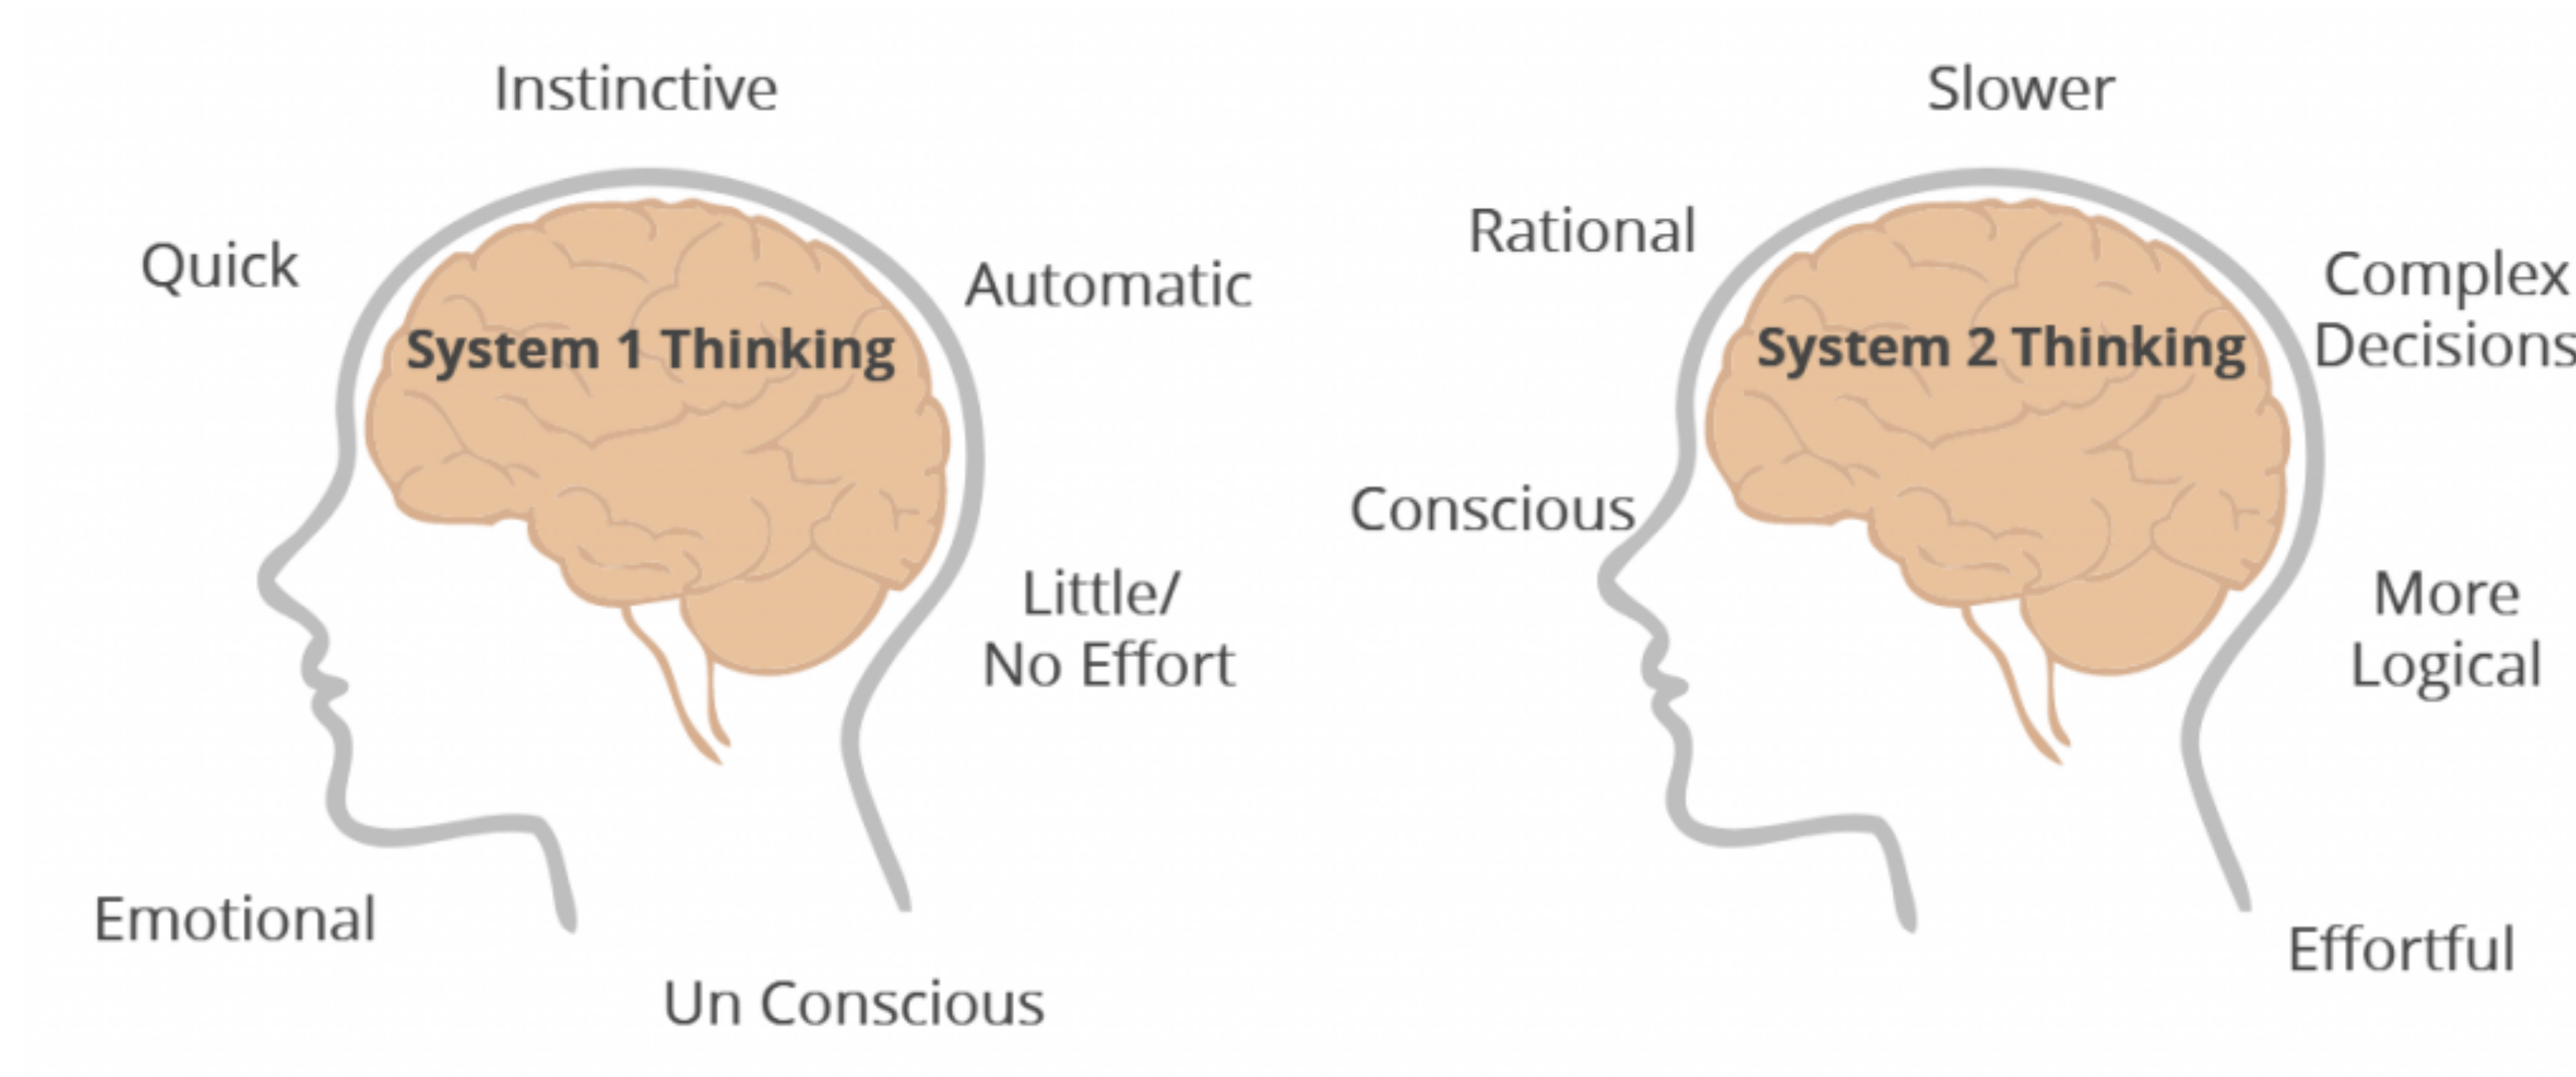 Instinctive
Quick
Automatic
System 1 Thinking
Little/
No Effort
Emotional
Un Conscious
Slower
Rational
Complex
Decisions
System 2 Thinking
Conscious
More
Logical
Effortful